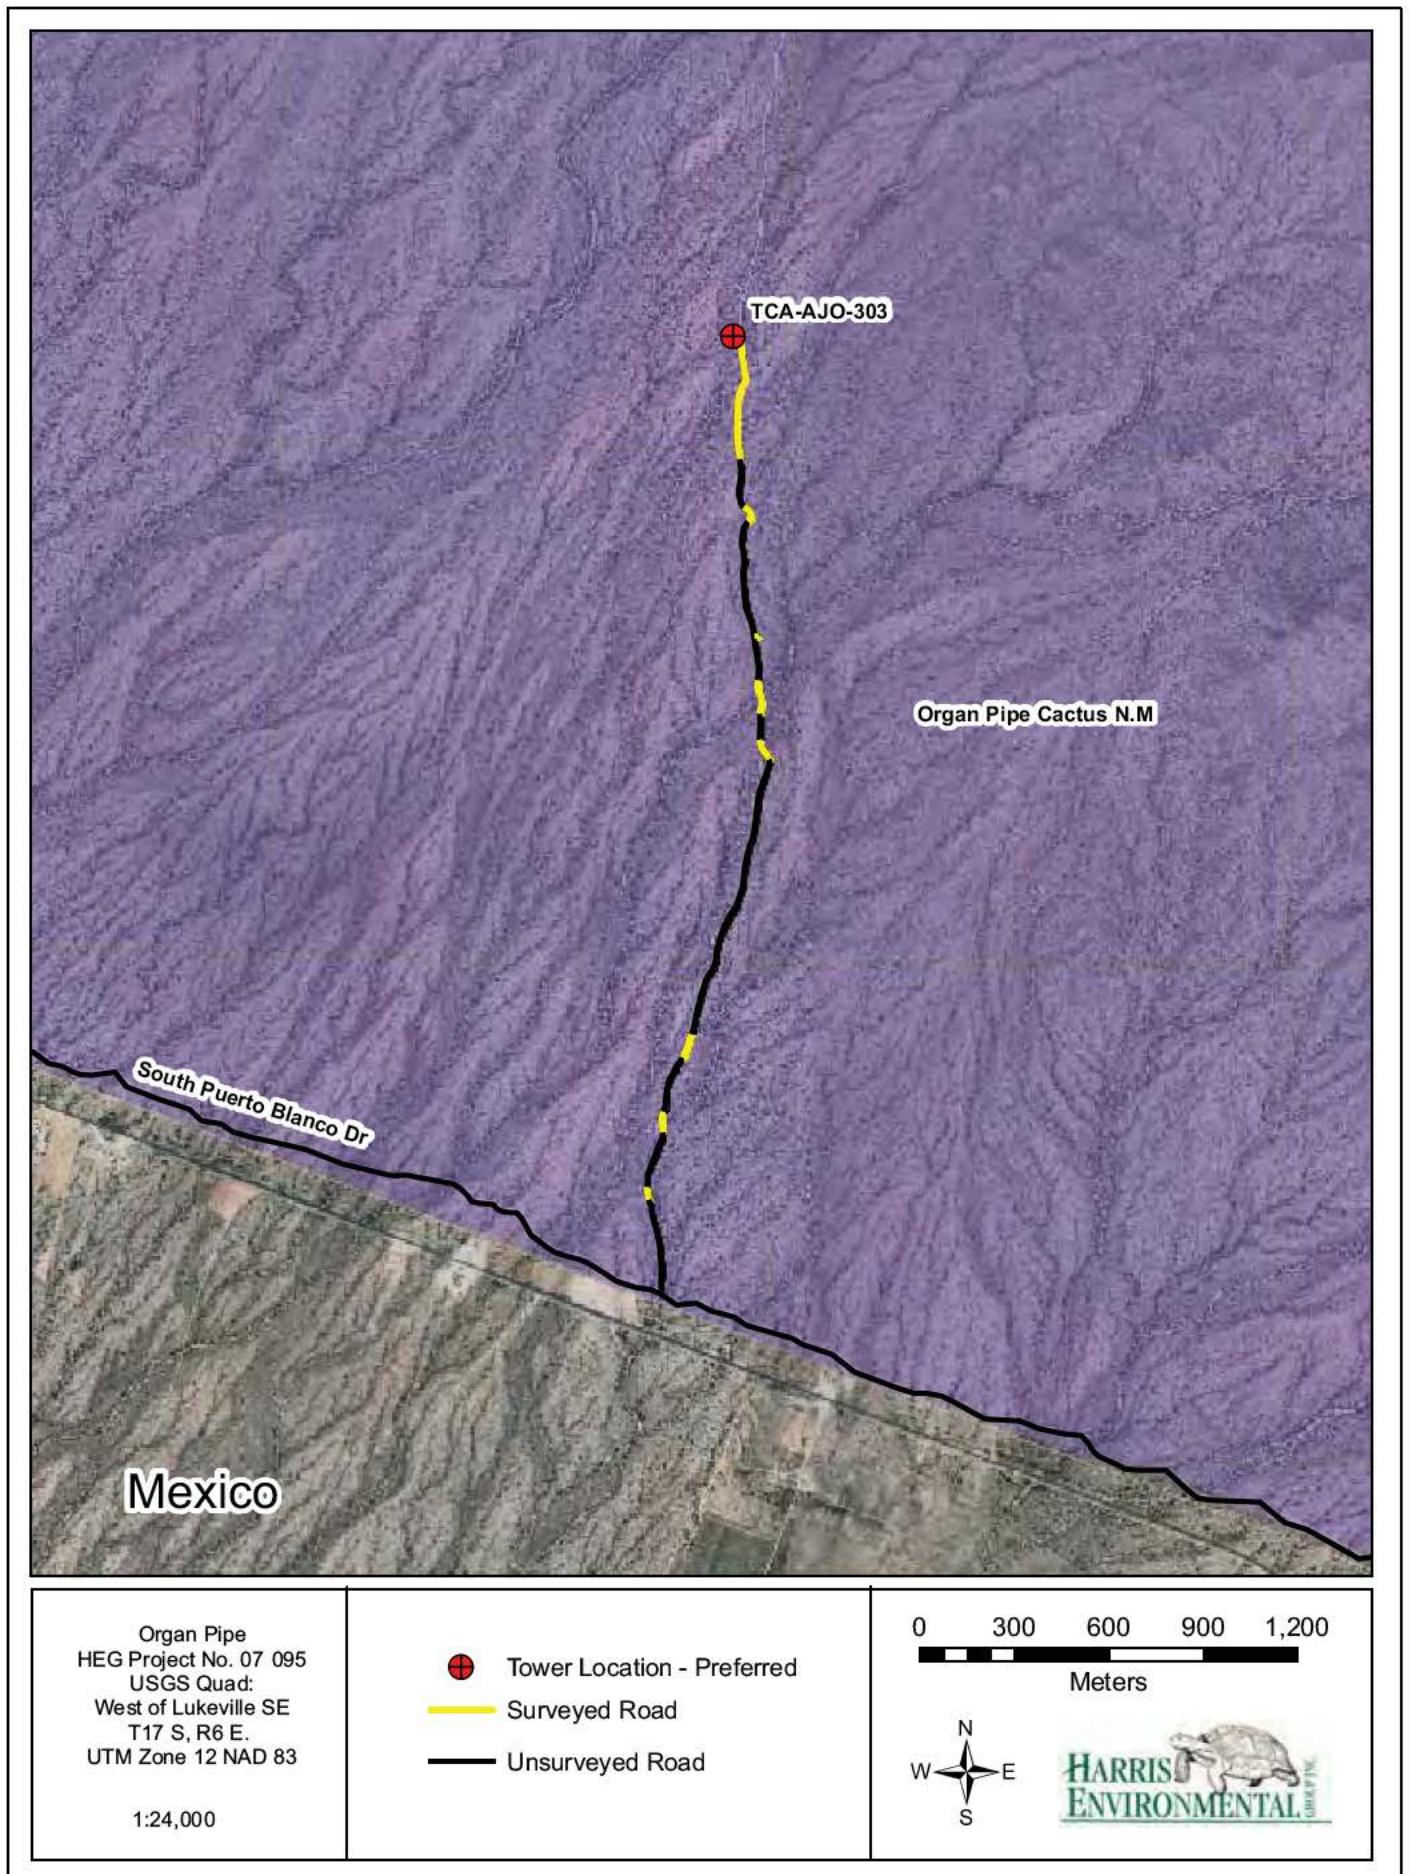 TCA-AJO-303
Organ Pipe Cactus N.M
South Puerto Blanco Dr
Mexico
Organ Pipe
HEG Project No. 07 095
USGS Quad:
West of Lukeville SE
T17 S, R6 E.
UTM Zone 12 NAD 83
1:24,000
Tower Location - Preferred
Surveyed Road
Unsurveyed Road
0 300 600 900 1,200
Meters
N
W E
S
HARRIS
ENVIRONMENTAL
GROUP INC.